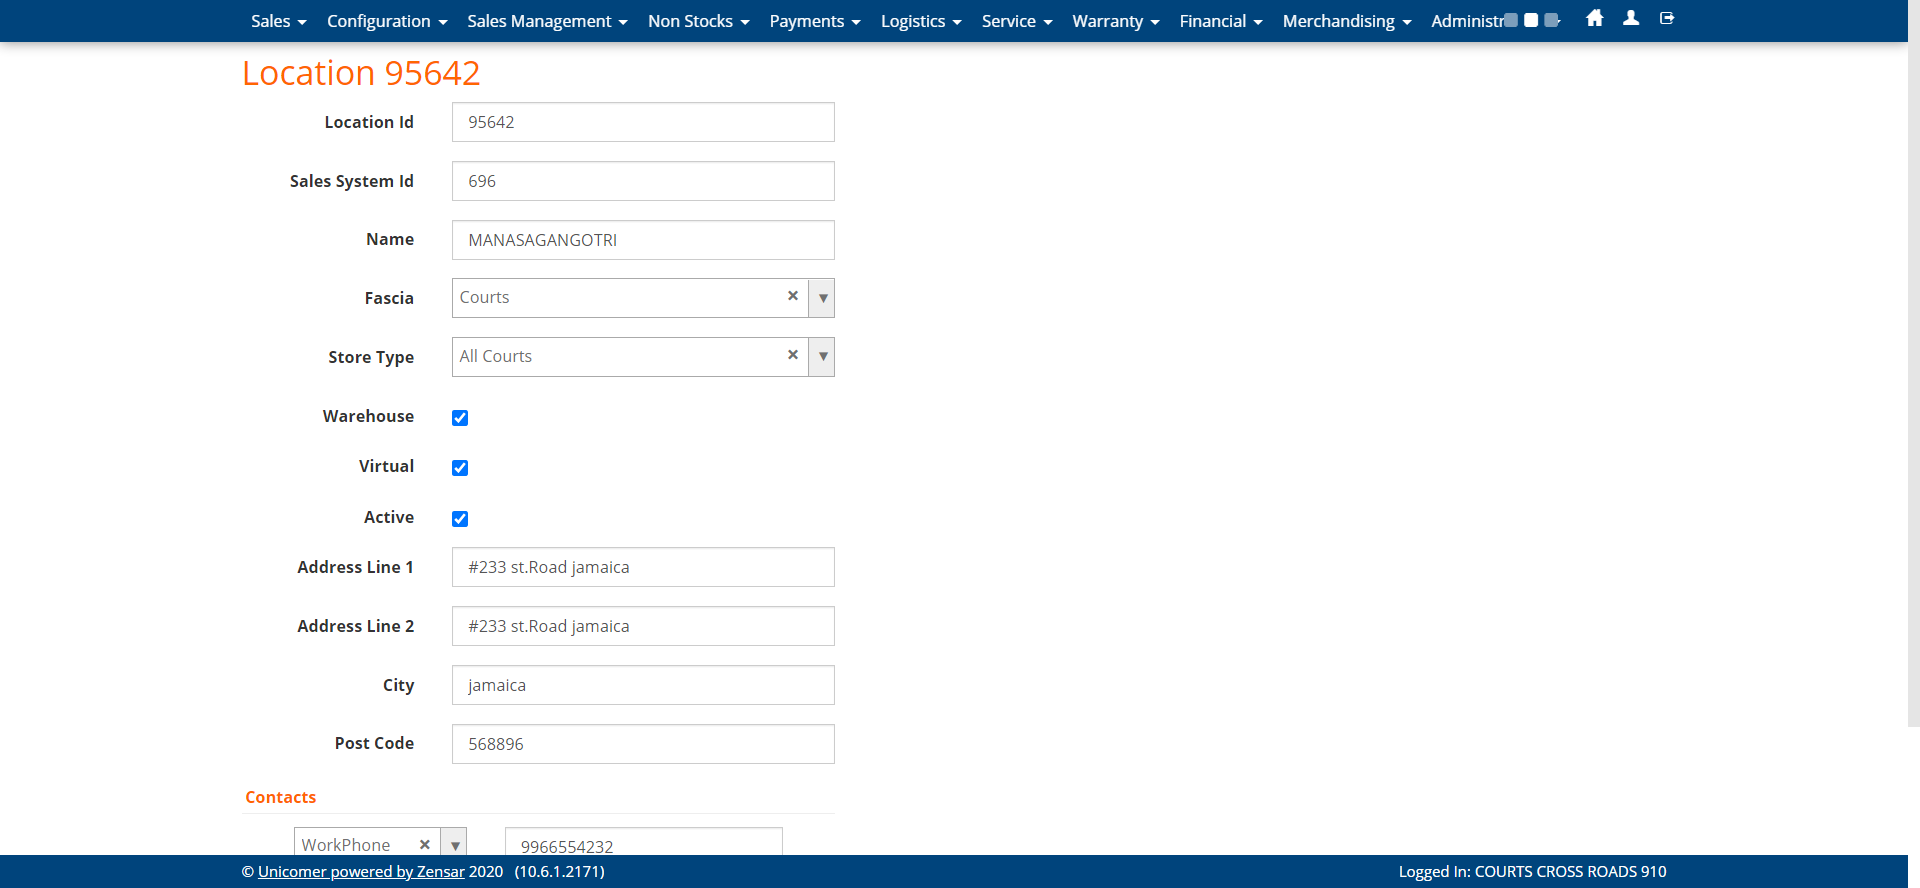 Sales Configuration Sales Management Non Stocks Payments Logistics Service Warranty Financial Merchandising Administr
Location 95642
Location Id 95642
Sales System Id 696
Name MANASAGANGOTRI
Fascia Courts
Store Type All Courts
Warehouse
Virtual
Active
Address Line 1 #233 st.Road jamaica
Address Line 2 #233 st.Road jamaica
City jamaica
Post Code 568896
Contacts
WorkPhone 9966554232
© Unicomer powered by Zensar 2020 (10.6.1.2171) Logged In: COURTS CROSS ROADS 910